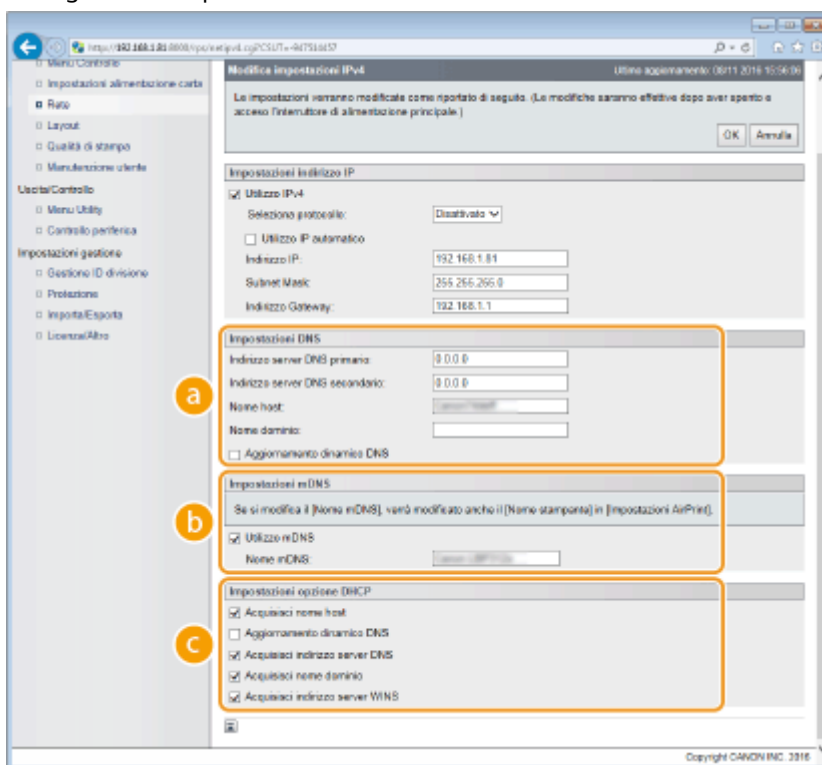 http://192.168.1.81:8000/rps/
Menu Controllo
Impostazioni alimentazione carta
Rete
Layout
Qualità di stampa
Manutenzione utente
Uscita/Controllo
Menu Utility
Controllo periferica
Impostazioni gestione
Gestione ID divisione
Protezione
Importa/Esporta
Licenza/Altro
Modifica impostazioni IPv4
Ultimo aggiornamento: 08/11 2016 15:56:06
Le impostazioni verranno modificate come riportato di seguito. (Le modifiche saranno effettive dopo aver spento e
acceso l'interruttore di alimentazione principale.)
OK Annulla
Impostazioni indirizzo IP
Utilizzo IPv4
Seleziona protocollo: Disattivato
Utilizzo IP automatico
Indirizzo IP: 192.168.1.81
Subnet Mask: 255.255.255.0
Indirizzo Gateway: 192.168.1.1
a
Impostazioni DNS
Indirizzo server DNS primario: 0.0.0.0
Indirizzo server DNS secondario: 0.0.0.0
Nome host:
Nome dominio:
Aggiornamento dinamico DNS
b
Impostazioni mDNS
Se si modifica il [Nome mDNS], verrà modificato anche il [Nome stampante] in [Impostazioni AirPrint].
Utilizzo mDNS
Nome mDNS:
c
Impostazioni opzione DHCP
Acquisisci nome host
Aggiornamento dinamico DNS
Acquisisci indirizzo server DNS
Acquisisci nome dominio
Acquisisci indirizzo server WINS
Copyright CANON INC. 2016